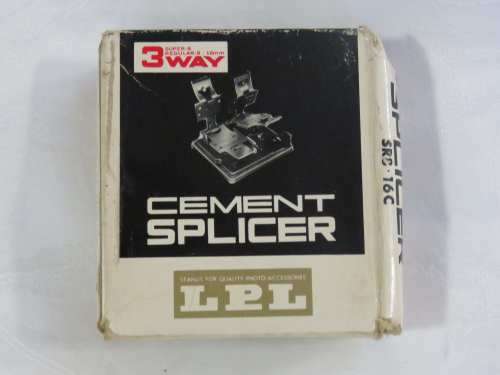 3WAY
SUPER-8
REGULAR-8 · 16mm
CEMENT
SPLICER
STANDS FOR QUALITY PHOTO ACCESSORIES
LPL
SPLICER
SRC·16C